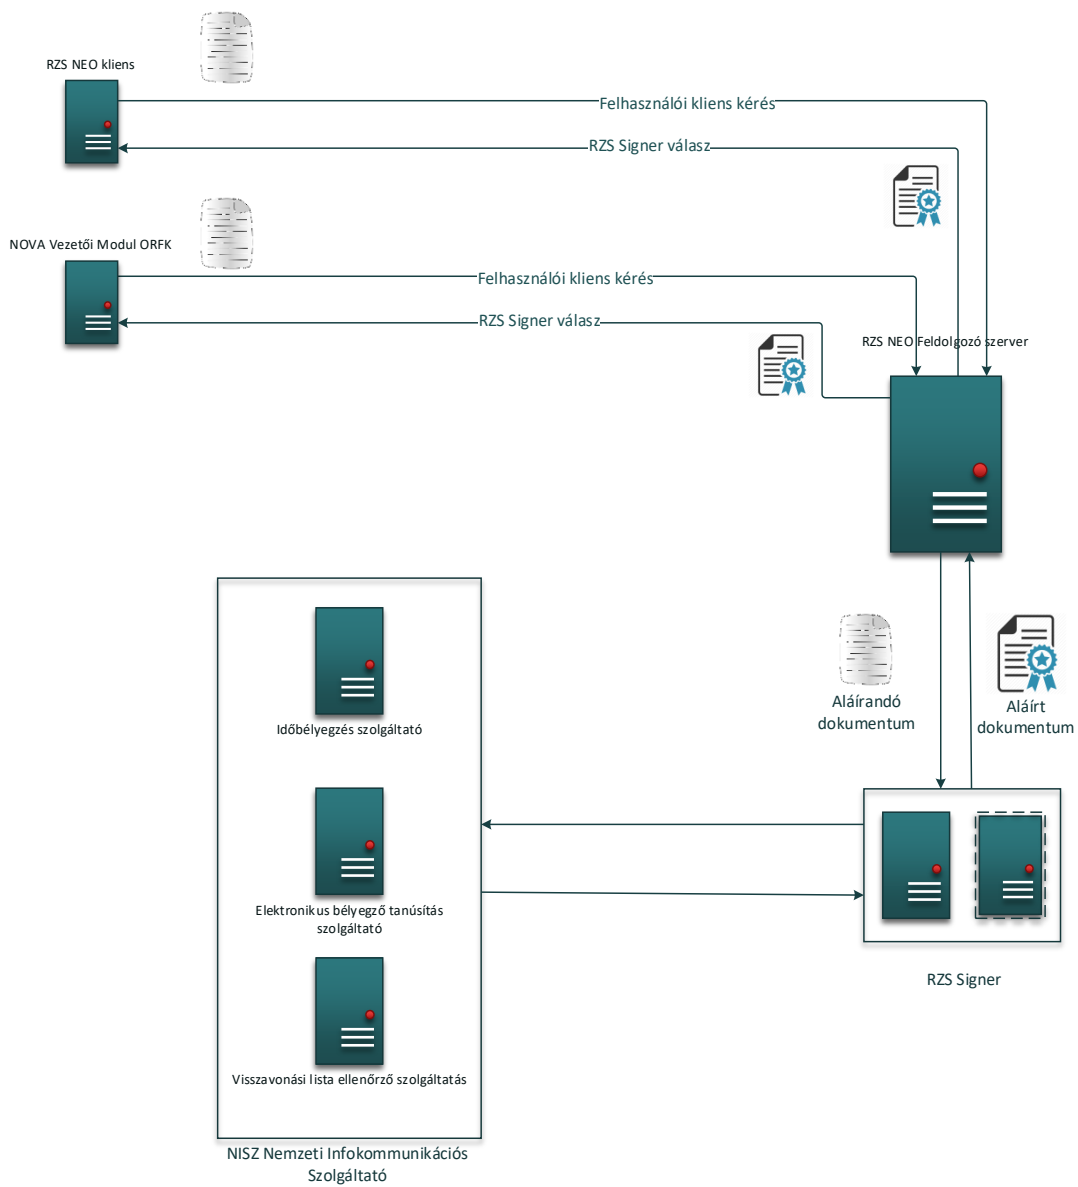 RZS NEO kliens
Felhasználói kliens kérés
RZS Signer válasz
NOVA Vezetői Modul ORFK
Felhasználói kliens kérés
RZS Signer válasz
RZS NEO Feldolgozó szerver
Aláírandó
dokumentum
Aláírt
dokumentum
Időbélyegzés szolgáltató
Elektronikus bélyegző tanúsítás
szolgáltató
Visszavonási lista ellenőrző szolgáltatás
RZS Signer
NISZ Nemzeti Infokommunikációs
Szolgáltató